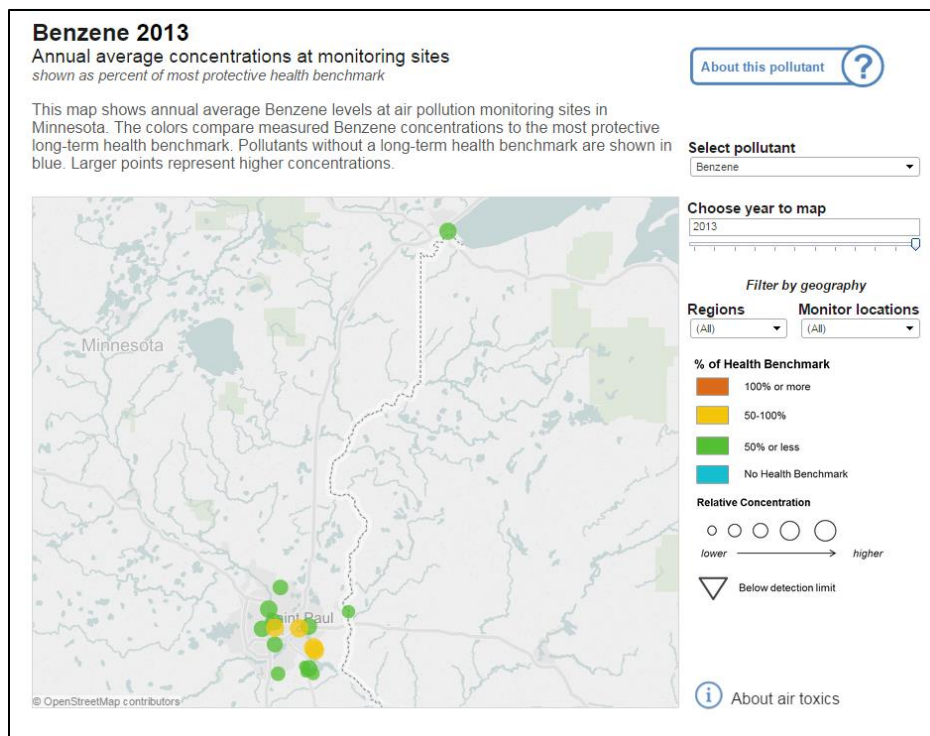 Benzene 2013
Annual average concentrations at monitoring sites
shown as percent of most protective health benchmark
This map shows annual average Benzene levels at air pollution monitoring sites in
Minnesota. The colors compare measured Benzene concentrations to the most protective
long-term health benchmark. Pollutants without a long-term health benchmark are shown in
blue. Larger points represent higher concentrations.
About this pollutant ?
Select pollutant
Benzene
Choose year to map
2013
Filter by geography
Regions Monitor locations
(All) (All)
% of Health Benchmark
100% or more
50-100%
50% or less
No Health Benchmark
Relative Concentration
lower higher
Below detection limit
i About air toxics
Minnesota
Paul
© OpenStreetMap contributors